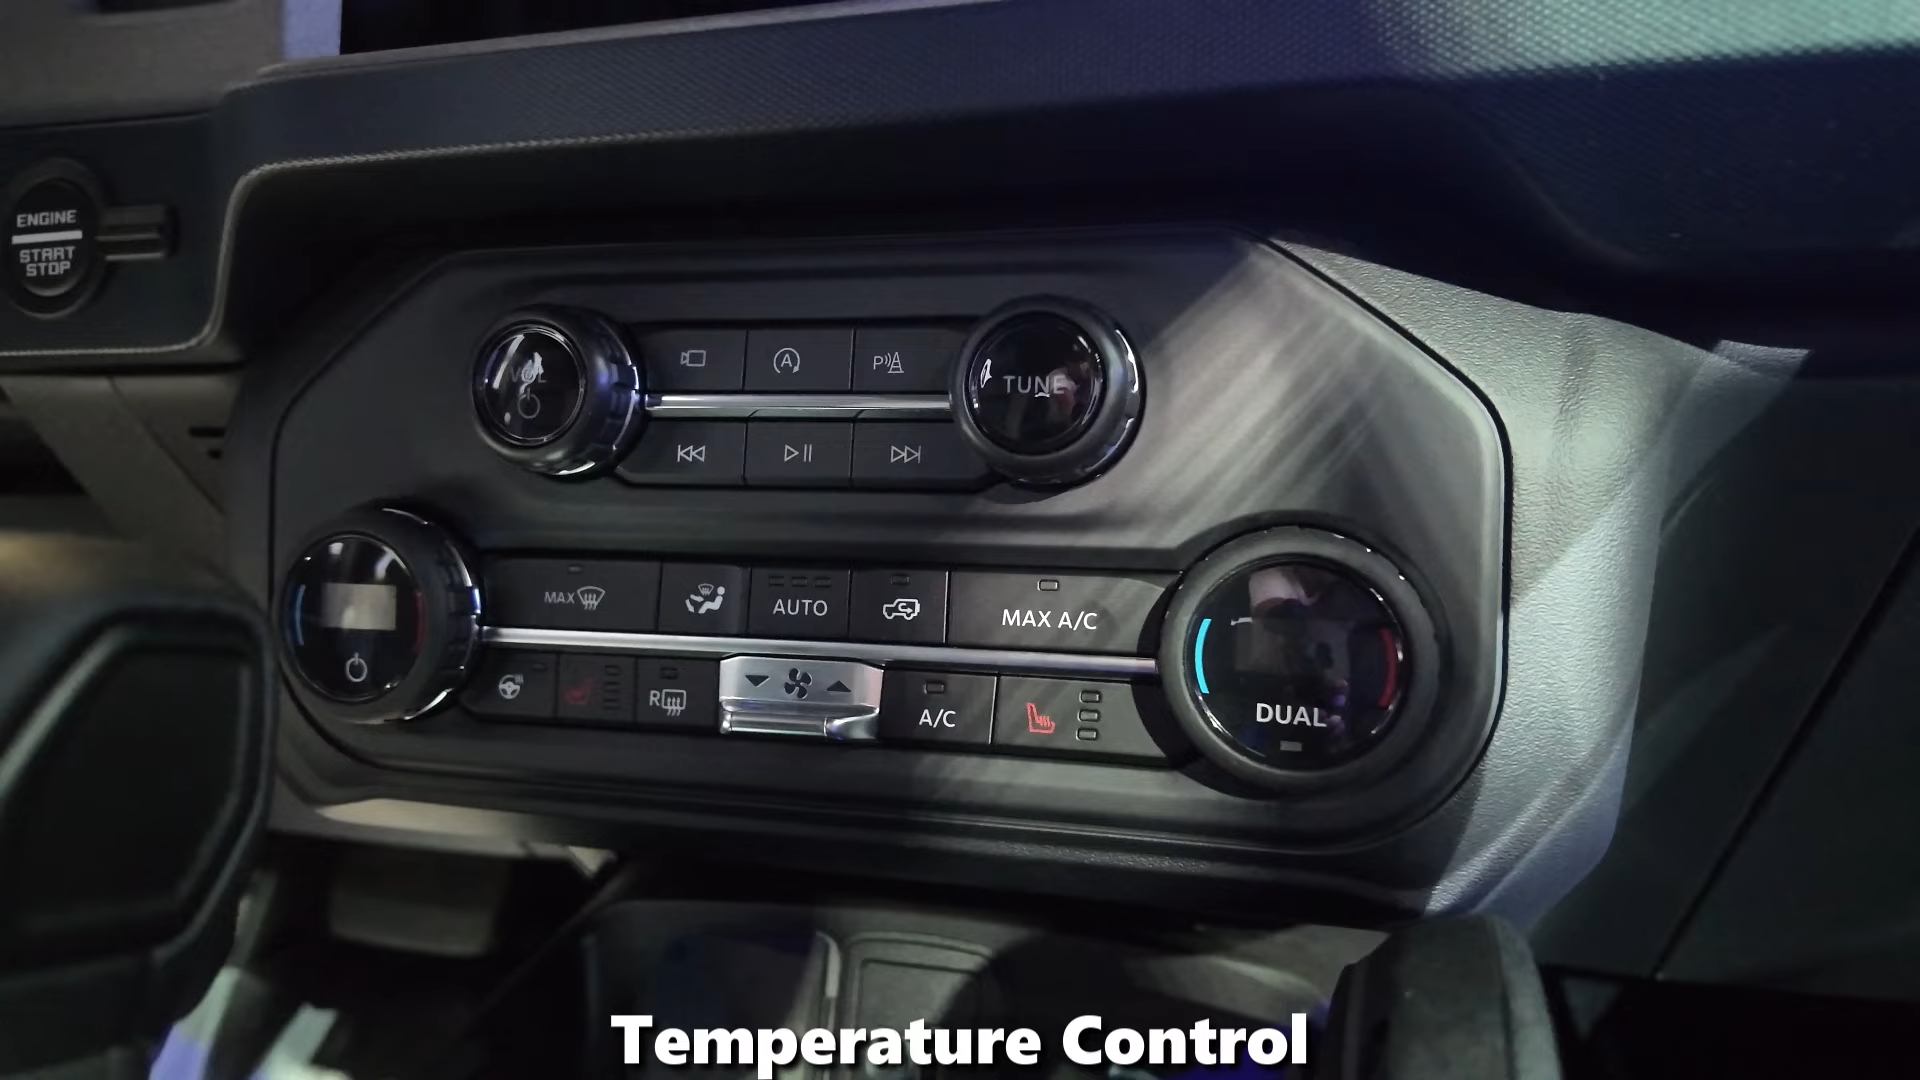 ENGINE
START
STOP
VOL
P
A
TUNE
MAX
AUTO
MAX A/C
R
A/C
DUAL
Temperature Control